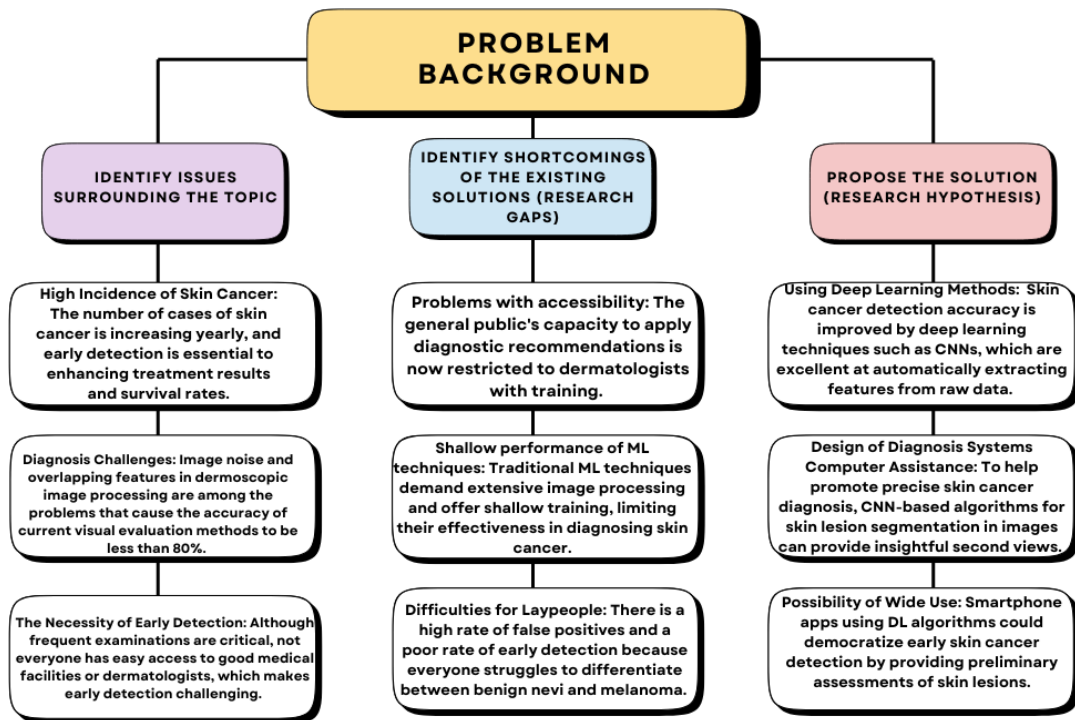 PROBLEM
BACKGROUND
IDENTIFY ISSUES
SURROUNDING THE TOPIC
High Incidence of Skin Cancer:
The number of cases of skin
cancer is increasing yearly, and
early detection is essential to
enhancing treatment results
and survival rates.
Diagnosis Challenges: Image noise and
overlapping features in dermoscopic
image processing are among the
problems that cause the accuracy of
current visual evaluation methods to be
less than 80%.
The Necessity of Early Detection: Although
frequent examinations are critical, not
everyone has easy access to good medical
facilities or dermatologists, which makes
early detection challenging.
IDENTIFY SHORTCOMINGS
OF THE EXISTING
SOLUTIONS (RESEARCH
GAPS)
Problems with accessibility: The
general public's capacity to apply
diagnostic recommendations is
now restricted to dermatologists
with training.
Shallow performance of ML
techniques: Traditional ML techniques
demand extensive image processing
and offer shallow training, limiting
their effectiveness in diagnosing skin
cancer.
Difficulties for Laypeople: There is a
high rate of false positives and a
poor rate of early detection because
everyone struggles to differentiate
between benign nevi and melanoma.
PROPOSE THE SOLUTION
(RESEARCH HYPOTHESIS)
Using Deep Learning Methods: Skin
cancer detection accuracy is
improved by deep learning
techniques such as CNNs, which are
excellent at automatically extracting
features from raw data.
Design of Diagnosis Systems
Computer Assistance: To help
promote precise skin cancer
diagnosis, CNN-based algorithms for
skin lesion segmentation in images
can provide insightful second views.
Possibility of Wide Use: Smartphone
apps using DL algorithms could
democratize early skin cancer
detection by providing preliminary
assessments of skin lesions.